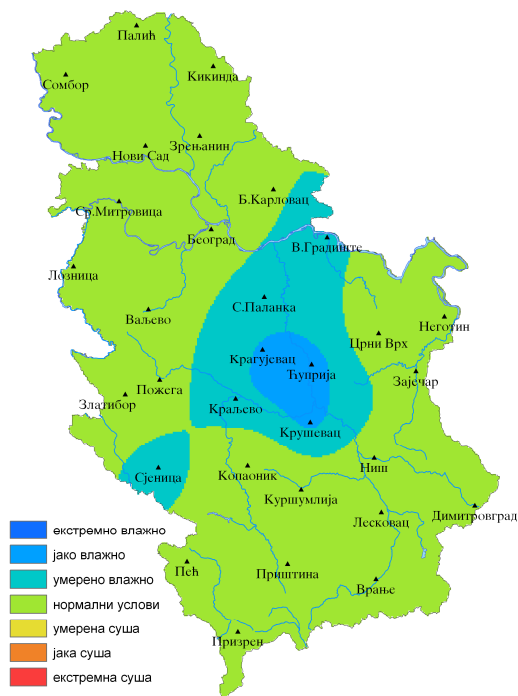 Палић
Кикинда
Сомбор
Зрењанин
Нови Сад
Б.Карловац
Ср.Митровица
Београд
В.Градиште
Лозница
С.Паланка
Ваљево
Неготин
Црни Врх
Крагујевац
Ћуприја
Зајечар
Пожега
Златибор
Краљево
Крушевац
Ниш
Сјеница
Копаоник
Куршумлија
Лесковац
Димитровград
Пећ
Приштина
Врање
Призрен
екстремно влажно
јако влажно
умерено влажно
нормални услови
умерена суша
јака суша
екстремна суша